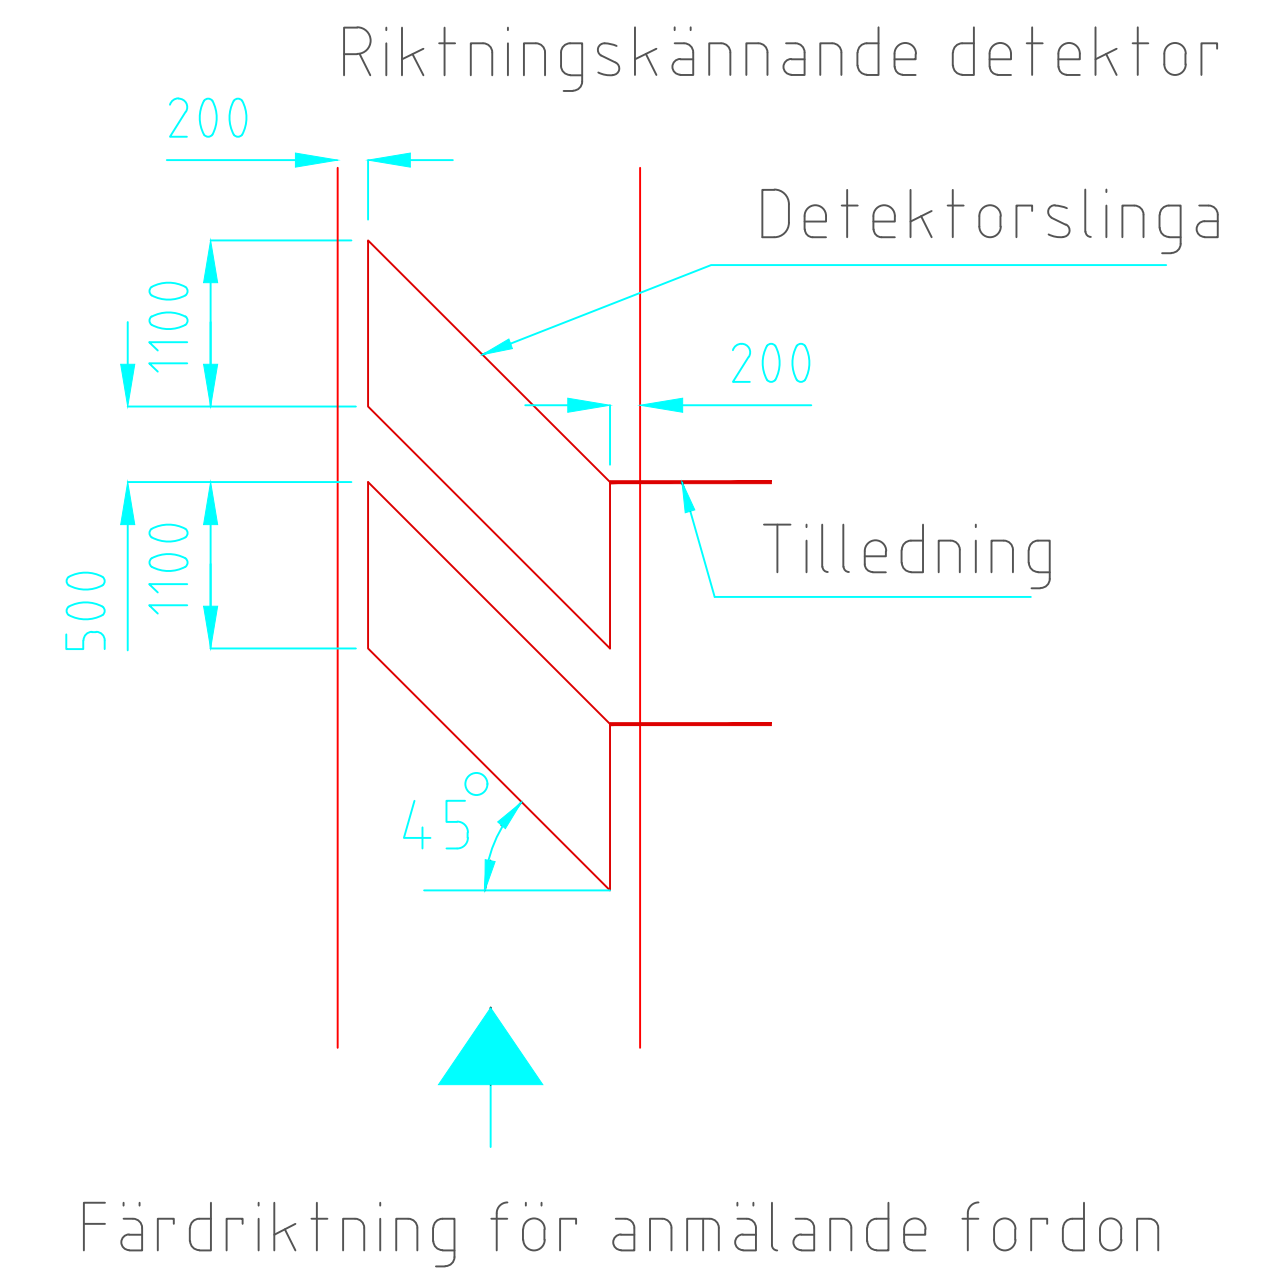 Riktningskännande detektor
200
Detektorslinga
1100
200
Tilledning
1100
500
45°
Färdriktning för anmälande fordon